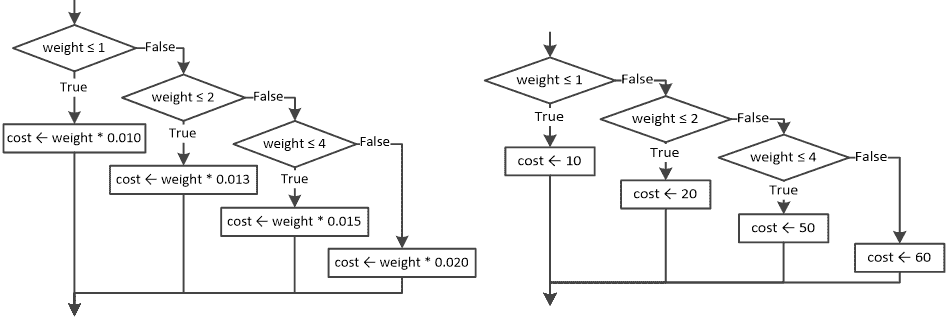 weight ≤ 1
False
True
weight ≤ 2
False
cost ← weight * 0.010
True
weight ≤ 4
False
cost ← weight * 0.013
True
cost ← weight * 0.015
cost ← weight * 0.020
weight ≤ 1
False
True
weight ≤ 2
False
cost ← 10
True
weight ≤ 4
False
cost ← 20
True
cost ← 50
cost ← 60